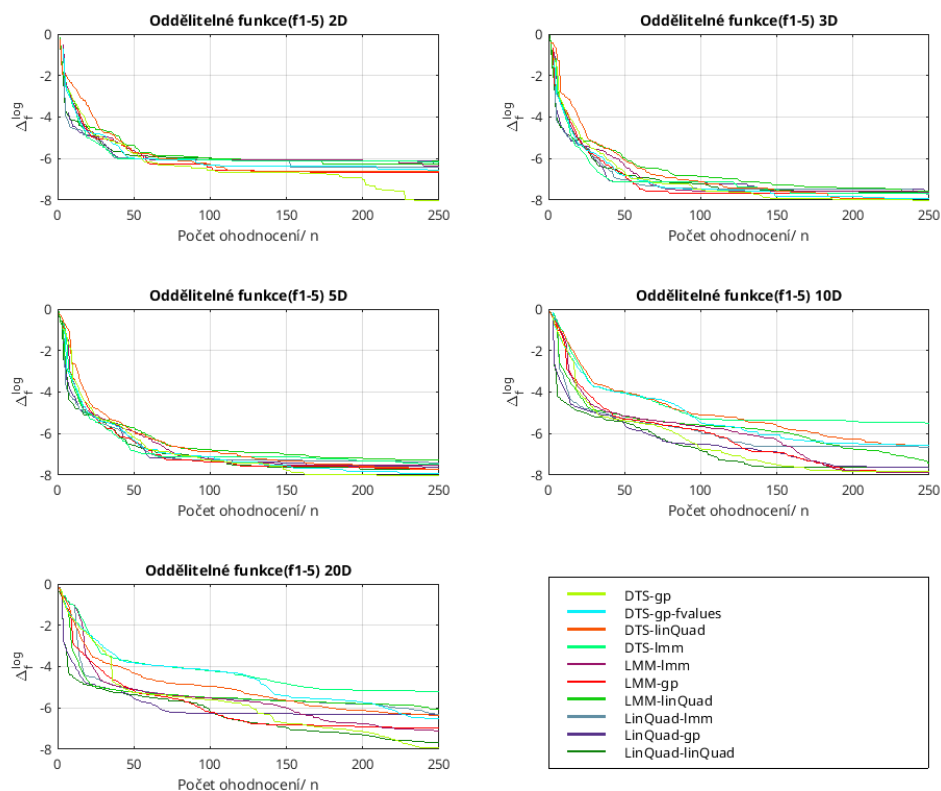 Oddělitelné funkce(f1-5) 2D
0
-2
-4
-6
-8
Δ_f^log
0 50 100 150 200 250
Počet ohodnocení/ n
Oddělitelné funkce(f1-5) 3D
0
-2
-4
-6
-8
Δ_f^log
0 50 100 150 200 250
Počet ohodnocení/ n
Oddělitelné funkce(f1-5) 5D
0
-2
-4
-6
-8
Δ_f^log
0 50 100 150 200 250
Počet ohodnocení/ n
Oddělitelné funkce(f1-5) 10D
0
-2
-4
-6
-8
Δ_f^log
0 50 100 150 200 250
Počet ohodnocení/ n
Oddělitelné funkce(f1-5) 20D
0
-2
-4
-6
-8
Δ_f^log
0 50 100 150 200 250
Počet ohodnocení/ n
DTS-gp
DTS-gp-fvalues
DTS-linQuad
DTS-lmm
LMM-lmm
LMM-gp
LMM-linQuad
LinQuad-lmm
LinQuad-gp
LinQuad-linQuad